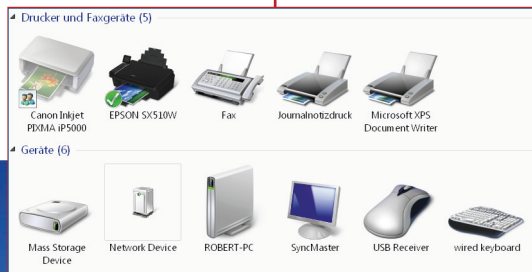 Drucker und Faxgeräte (5)
Canon Inkjet
PIXMA iP5000
EPSON SX510W
Fax
Journalnotizdruck
Microsoft XPS
Document Writer
Geräte (6)
Mass Storage
Device
Network Device
ROBERT-PC
SyncMaster
USB Receiver
wired keyboard